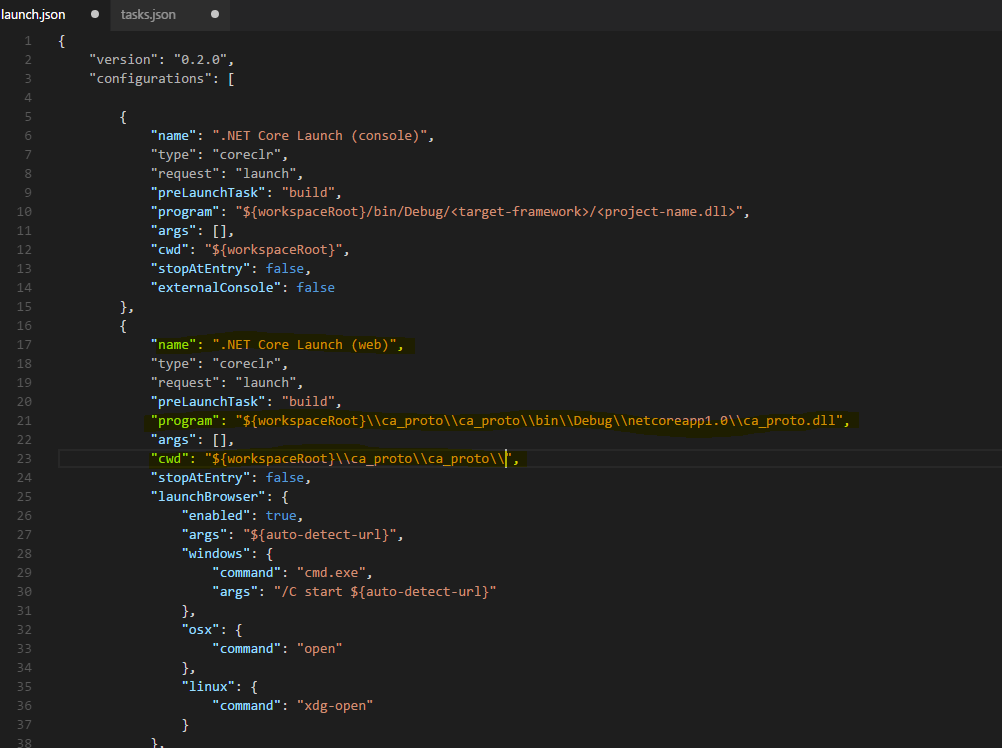 launch.json tasks.json
1 {
2 "version": "0.2.0",
3 "configurations": [
4
5 {
6 "name": ".NET Core Launch (console)",
7 "type": "coreclr",
8 "request": "launch",
9 "preLaunchTask": "build",
10 "program": "${workspaceRoot}/bin/Debug/<target-framework>/<project-name.dll>",
11 "args": [],
12 "cwd": "${workspaceRoot}",
13 "stopAtEntry": false,
14 "externalConsole": false
15 },
16 {
17 "name": ".NET Core Launch (web)",
18 "type": "coreclr",
19 "request": "launch",
20 "preLaunchTask": "build",
21 "program": "${workspaceRoot}\\ca_proto\\ca_proto\\bin\\Debug\\netcoreapp1.0\\ca_proto.dll",
22 "args": [],
23 "cwd": "${workspaceRoot}\\ca_proto\\ca_proto\\",
24 "stopAtEntry": false,
25 "launchBrowser": {
26 "enabled": true,
27 "args": "${auto-detect-url}",
28 "windows": {
29 "command": "cmd.exe",
30 "args": "/C start ${auto-detect-url}"
31 },
32 "osx": {
33 "command": "open"
34 },
35 "linux": {
36 "command": "xdg-open"
37 }
38 },